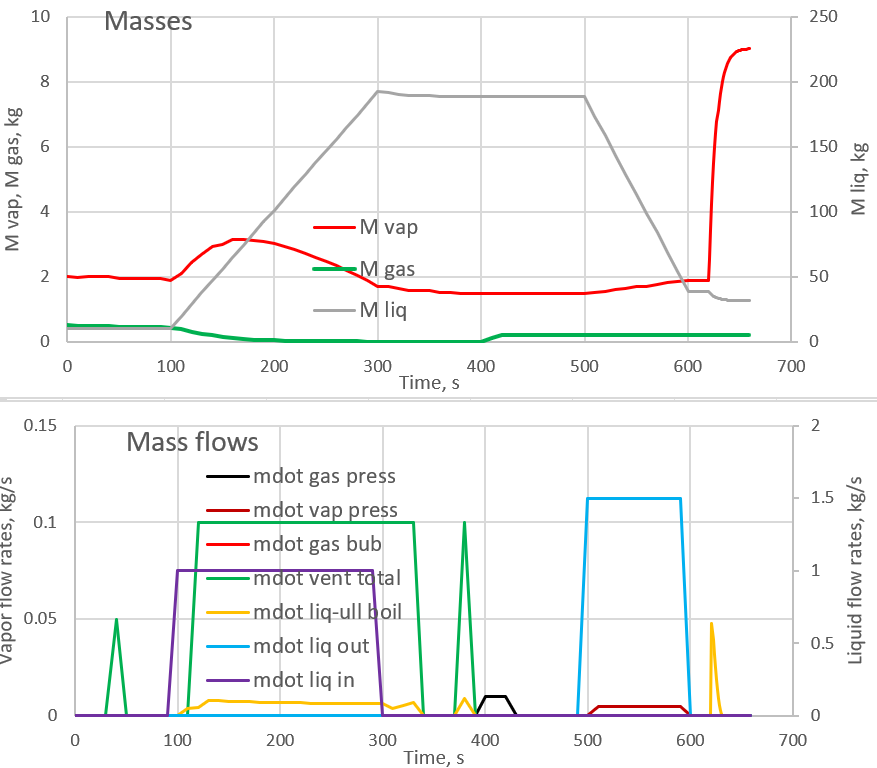 Masses
M vap, M gas, kg
10
8
6
4
2
0
M vap
M gas
M liq
250
200
150
100
50
0
M liq, kg
0 100 200 300 400 500 600 700
Time, s
Mass flows
Vapor flow rates, kg/s
0.15
0.1
0.05
0
mdot gas press
mdot vap press
mdot gas bub
mdot vent total
mdot liq-ull boil
mdot liq out
mdot liq in
2
1.5
1
0.5
0
Liquid flow rates, kg/s
0 100 200 300 400 500 600 700
Time, s